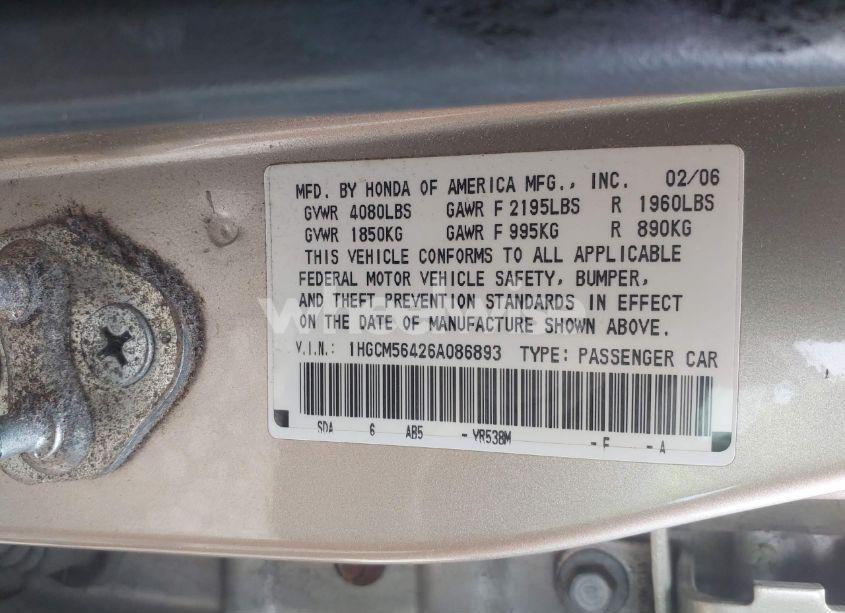 MFD. BY HONDA OF AMERICA MFG., INC. 02/06
GVWR 4080LBS GAWR F 2195LBS R 1960LBS
GVWR 1850KG GAWR F 995KG R 890KG
THIS VEHICLE CONFORMS TO ALL APPLICABLE
FEDERAL MOTOR VEHICLE SAFETY, BUMPER,
AND THEFT PREVENTION STANDARDS IN EFFECT
ON THE DATE OF MANUFACTURE SHOWN ABOVE.
V.I.N.: 1HGCM56426A086893 TYPE: PASSENGER CAR
SDA 6 AB5 - YR538M - F - A